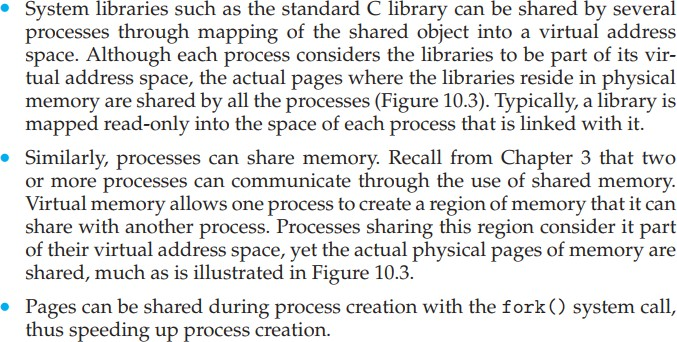 • System libraries such as the standard C library can be shared by several
processes through mapping of the shared object into a virtual address
space. Although each process considers the libraries to be part of its vir-
tual address space, the actual pages where the libraries reside in physical
memory are shared by all the processes (Figure 10.3). Typically, a library is
mapped read-only into the space of each process that is linked with it.
• Similarly, processes can share memory. Recall from Chapter 3 that two
or more processes can communicate through the use of shared memory.
Virtual memory allows one process to create a region of memory that it can
share with another process. Processes sharing this region consider it part
of their virtual address space, yet the actual physical pages of memory are
shared, much as is illustrated in Figure 10.3.
• Pages can be shared during process creation with the fork() system call,
thus speeding up process creation.